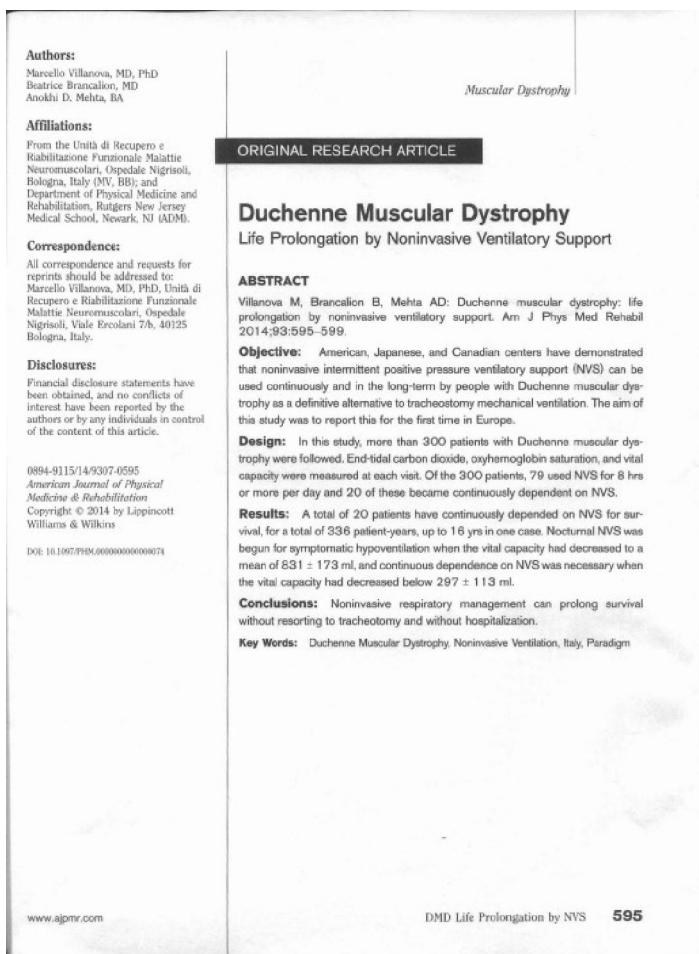 Authors:
Marcello Villanova, MD, PhD
Beatrice Brancalion, MD
Anokhi D. Mehta, BA
Affiliations:
From the Unità di Recupero e
Riabilitazione Funzionale Malattie
Neuromuscolari, Ospedale Nigrisoli,
Bologna, Italy (MV, BB); and
Department of Physical Medicine and
Rehabilitation, Rutgers New Jersey
Medical School, Newark, NJ (ADM).
Correspondence:
All correspondence and requests for
reprints should be addressed to:
Marcello Villanova, MD, PhD, Unità di
Recupero e Riabilitazione Funzionale
Malattie Neuromuscolari, Ospedale
Nigrisoli, Viale Ercolani 7/b, 40125
Bologna, Italy.
Disclosures:
Financial disclosure statements have
been obtained, and no conflicts of
interest have been reported by the
authors or by any individuals in control
of the content of this article.
0894-9115/14/9307-0595
American Journal of Physical
Medicine & Rehabilitation
Copyright © 2014 by Lippincott
Williams & Wilkins
DOI: 10.1097/PHM.0000000000000074
Muscular Dystrophy
ORIGINAL RESEARCH ARTICLE
Duchenne Muscular Dystrophy
Life Prolongation by Noninvasive Ventilatory Support
ABSTRACT
Villanova M, Brancalion B, Mehta AD: Duchenne muscular dystrophy: life
prolongation by noninvasive ventilatory support. Am J Phys Med Rehabil
2014;93:595–599.
Objective: American, Japanese, and Canadian centers have demonstrated
that noninvasive intermittent positive pressure ventilatory support (NVS) can be
used continuously and in the long-term by people with Duchenne muscular dys-
trophy as a definitive alternative to tracheostomy mechanical ventilation. The aim of
this study was to report this for the first time in Europe.
Design: In this study, more than 300 patients with Duchenne muscular dys-
trophy were followed. End-tidal carbon dioxide, oxyhemoglobin saturation, and vital
capacity were measured at each visit. Of the 300 patients, 79 used NVS for 8 hrs
or more per day and 20 of these became continuously dependent on NVS.
Results: A total of 20 patients have continuously depended on NVS for sur-
vival, for a total of 336 patient-years, up to 16 yrs in one case. Nocturnal NVS was
begun for symptomatic hypoventilation when the vital capacity had decreased to a
mean of 831 ± 173 ml, and continuous dependence on NVS was necessary when
the vital capacity had decreased below 297 ± 113 ml.
Conclusions: Noninvasive respiratory management can prolong survival
without resorting to tracheotomy and without hospitalization.
Key Words: Duchenne Muscular Dystrophy, Noninvasive Ventilation, Italy, Paradigm
www.ajpmr.com
DMD Life Prolongation by NVS 595